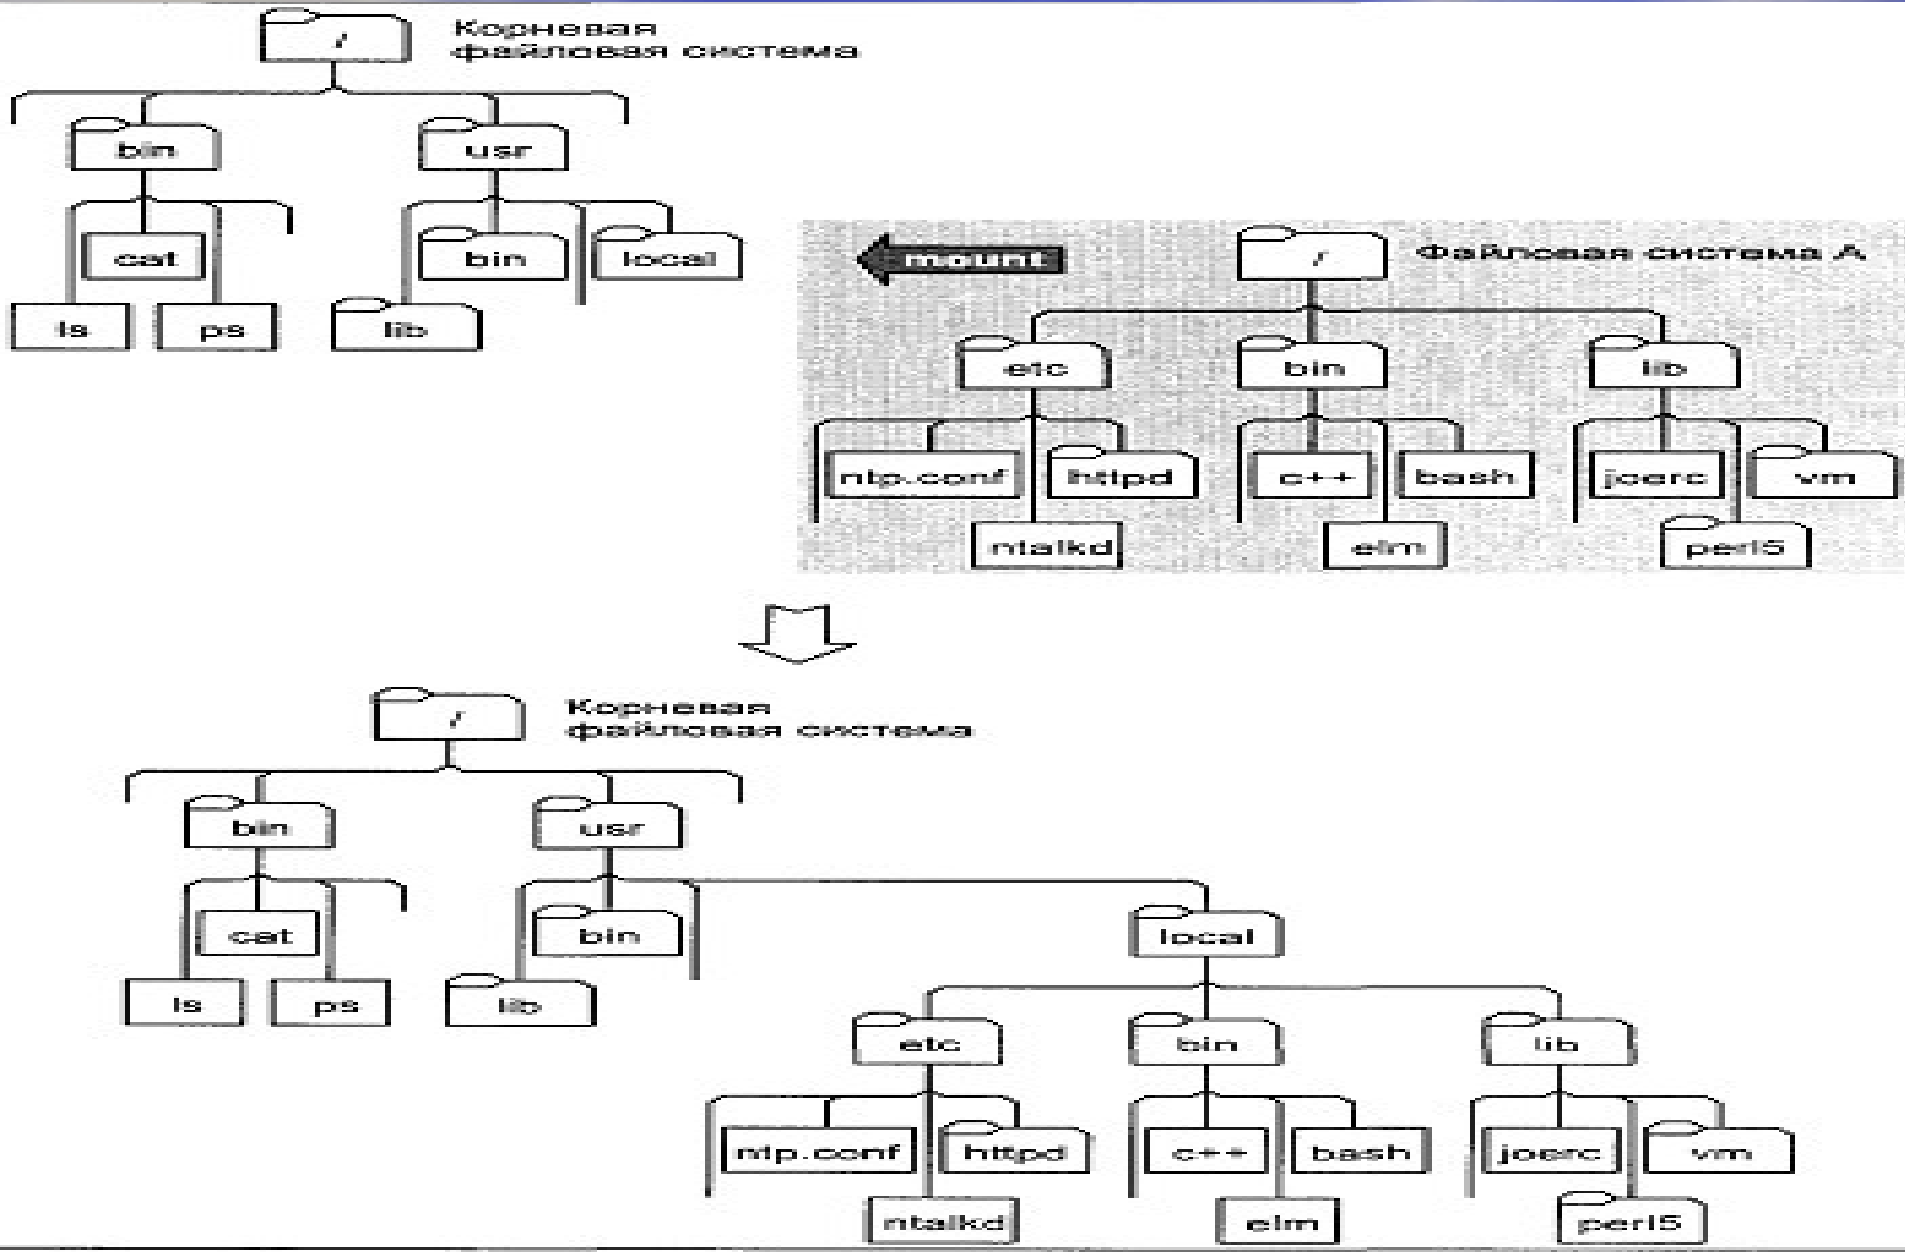 /
Корневая
файловая система
bin
usr
cat
bin
local
ls
ps
lib
mount
/
Файловая система А
etc
bin
lib
ntp.conf
httpd
c++
bash
joerc
vm
ntalkd
elm
perl5
/
Корневая
файловая система
bin
usr
cat
bin
local
ls
ps
lib
etc
bin
lib
ntp.conf
httpd
c++
bash
joerc
vm
ntalkd
elm
perl5